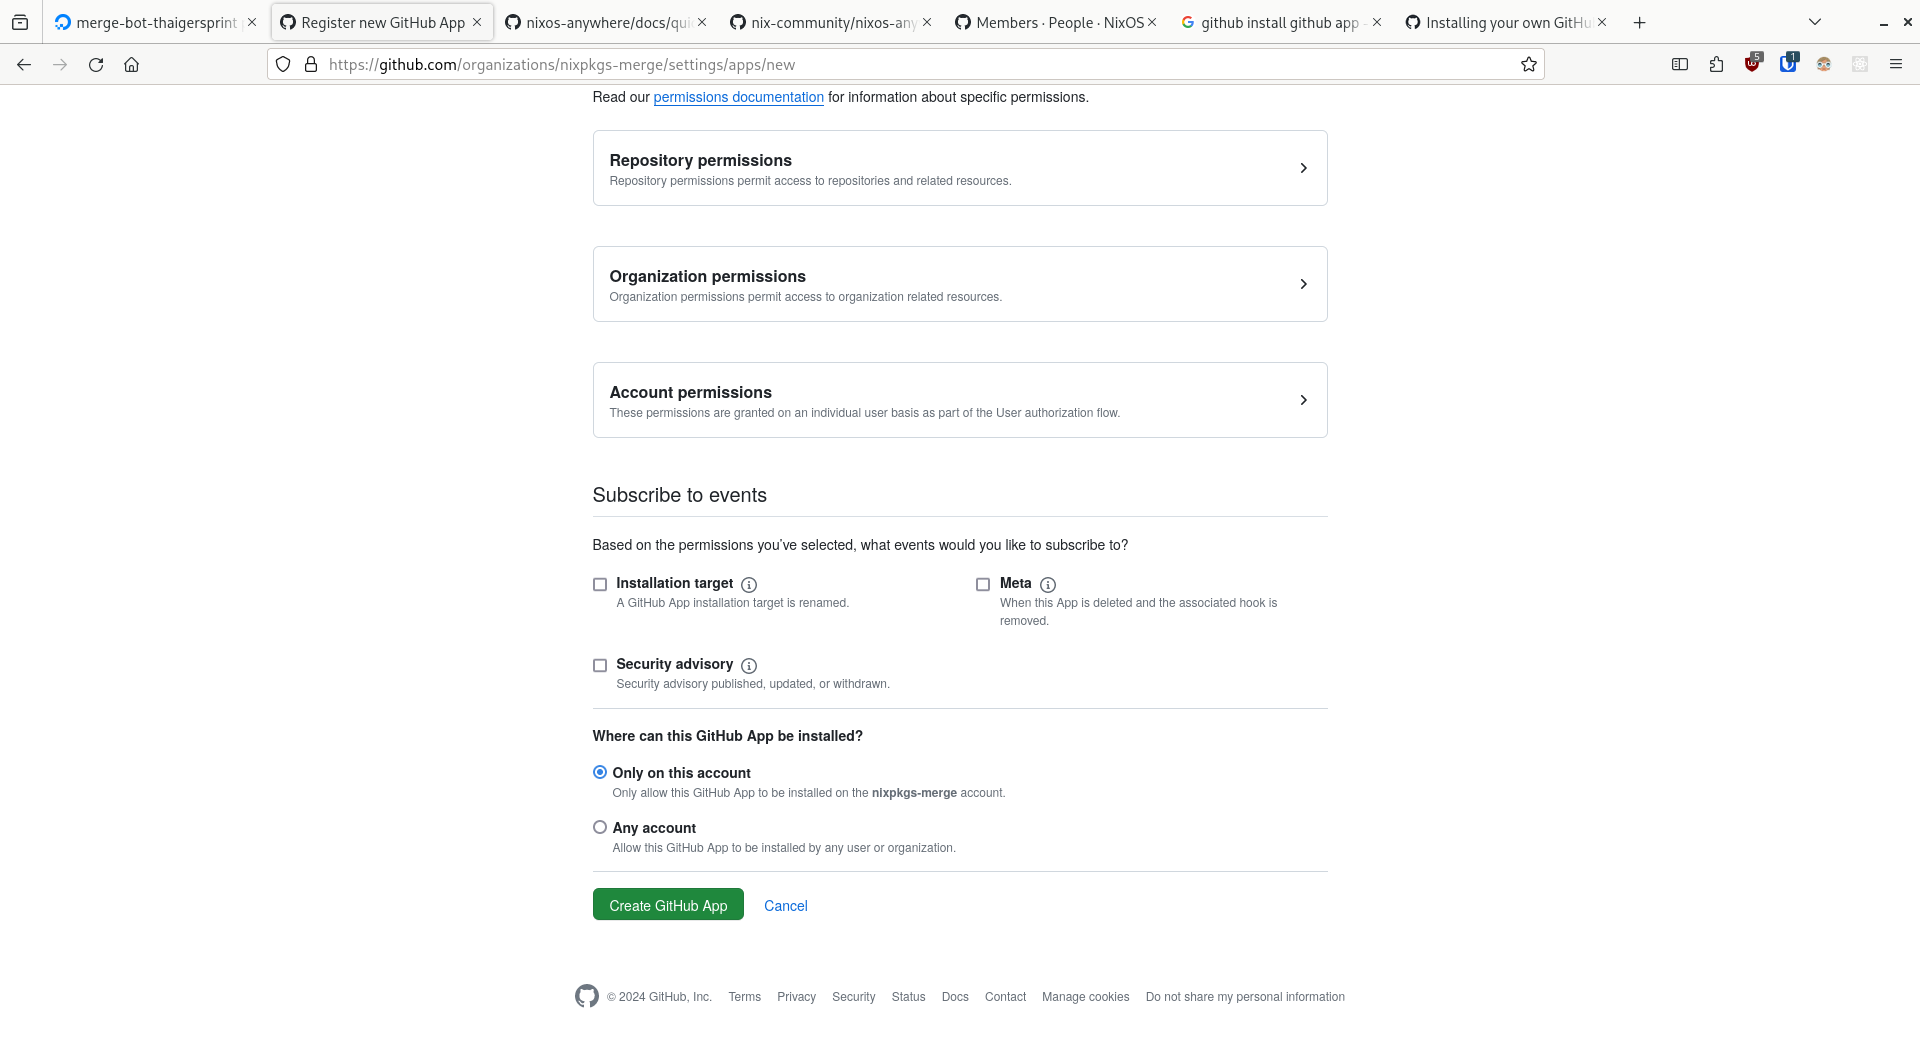 merge-bot-thaigersprint
Register new GitHub App
nixos-anywhere/docs/qui
nix-community/nixos-any
Members · People · NixOS
github install github app -
Installing your own GitHu
https://github.com/organizations/nixpkgs-merge/settings/apps/new
5
1
Read our permissions documentation for information about specific permissions.
Repository permissions
Repository permissions permit access to repositories and related resources.
Organization permissions
Organization permissions permit access to organization related resources.
Account permissions
These permissions are granted on an individual user basis as part of the User authorization flow.
Subscribe to events
Based on the permissions you've selected, what events would you like to subscribe to?
Installation target
A GitHub App installation target is renamed.
Meta
When this App is deleted and the associated hook is
removed.
Security advisory
Security advisory published, updated, or withdrawn.
Where can this GitHub App be installed?
Only on this account
Only allow this GitHub App to be installed on the nixpkgs-merge account.
Any account
Allow this GitHub App to be installed by any user or organization.
Create GitHub App Cancel
© 2024 GitHub, Inc. Terms Privacy Security Status Docs Contact Manage cookies Do not share my personal information